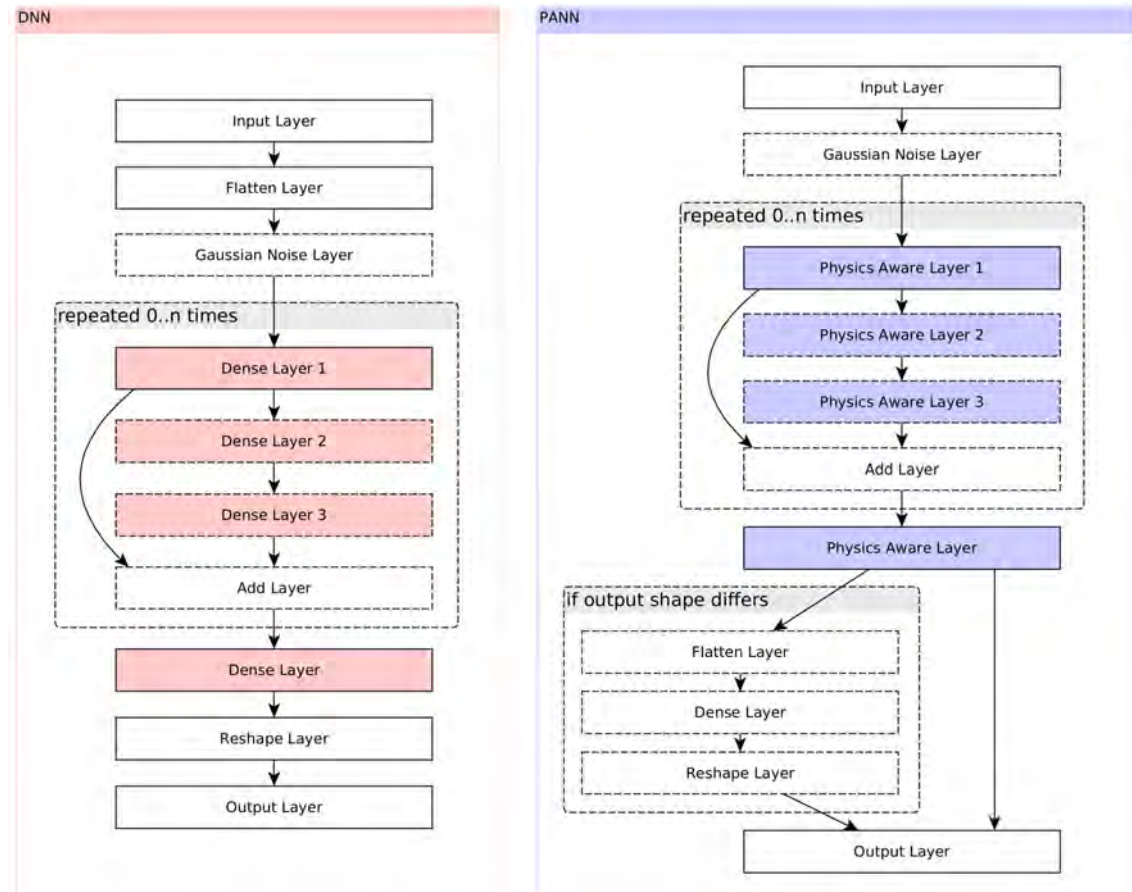 DNN
Input Layer
Flatten Layer
Gaussian Noise Layer
repeated 0..n times
Dense Layer 1
Dense Layer 2
Dense Layer 3
Add Layer
Dense Layer
Reshape Layer
Output Layer
PANN
Input Layer
Gaussian Noise Layer
repeated 0..n times
Physics Aware Layer 1
Physics Aware Layer 2
Physics Aware Layer 3
Add Layer
Physics Aware Layer
if output shape differs
Flatten Layer
Dense Layer
Reshape Layer
Output Layer